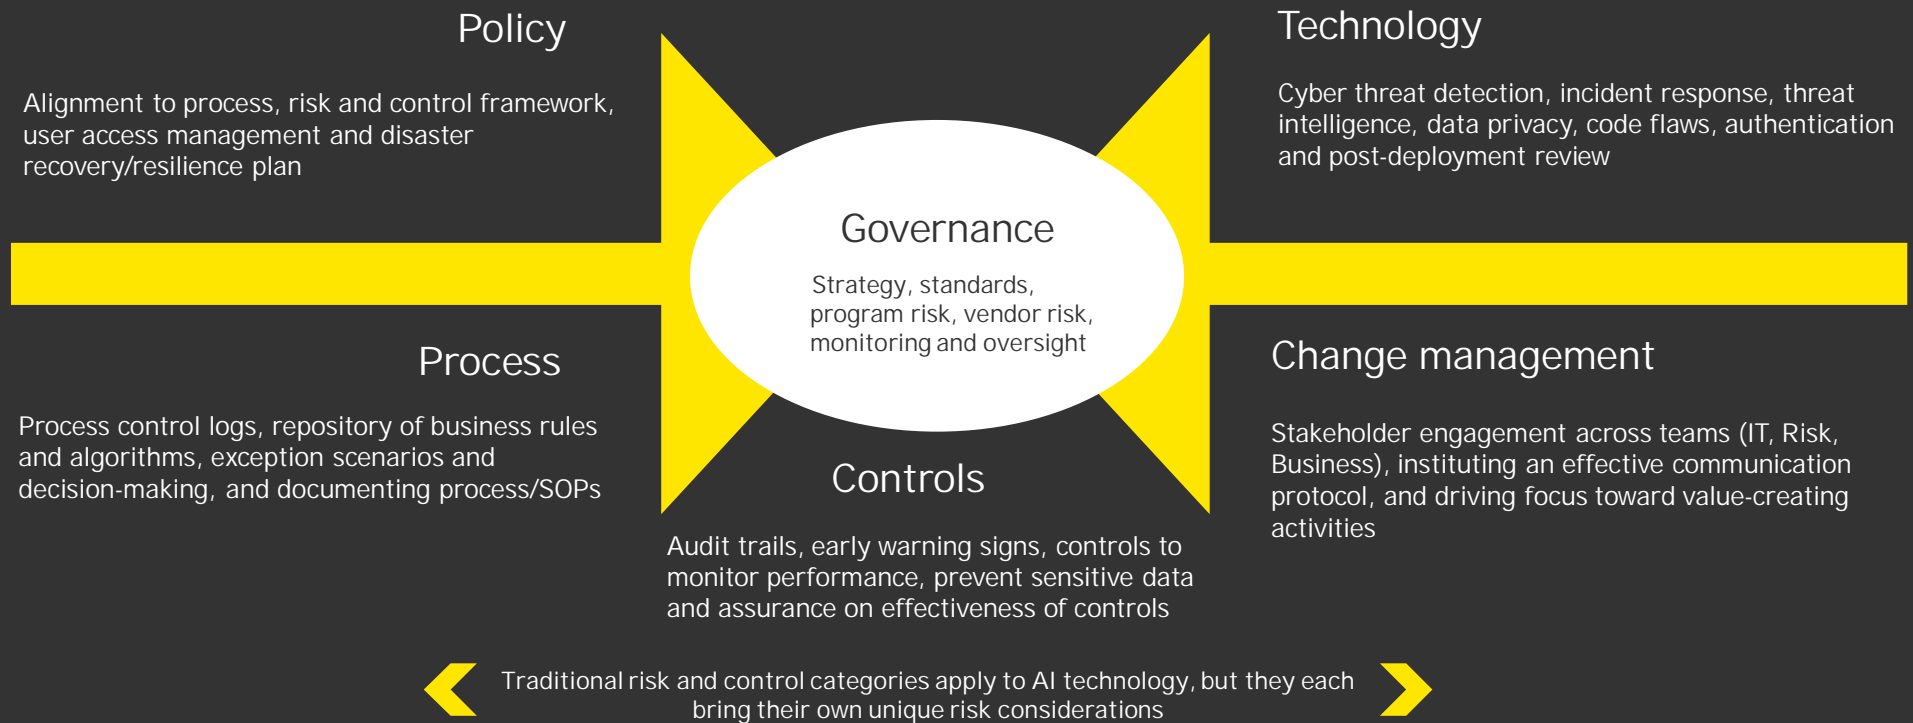 Policy
Alignment to process, risk and control framework,
user access management and disaster
recovery/resilience plan
Technology
Cyber threat detection, incident response, threat
intelligence, data privacy, code flaws, authentication
and post-deployment review
Governance
Strategy, standards,
program risk, vendor risk,
monitoring and oversight
Process
Process control logs, repository of business rules
and algorithms, exception scenarios and
decision-making, and documenting process/SOPs
Controls
Audit trails, early warning signs, controls to
monitor performance, prevent sensitive data
and assurance on effectiveness of controls
Change management
Stakeholder engagement across teams (IT, Risk,
Business), instituting an effective communication
protocol, and driving focus toward value-creating
activities
Traditional risk and control categories apply to AI technology, but they each
bring their own unique risk considerations